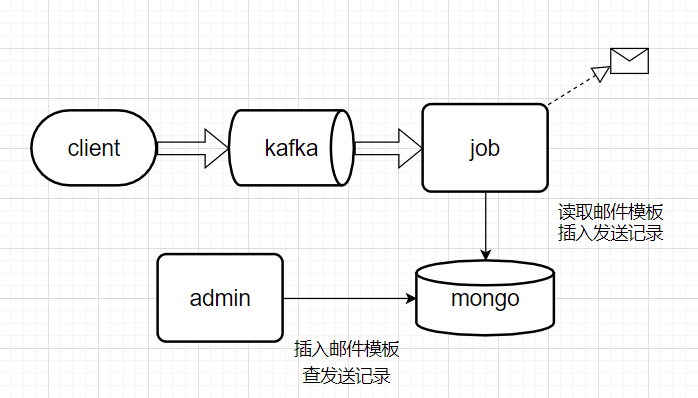 client
kafka
job
读取邮件模板
插入发送记录
admin
mongo
插入邮件模板
查发送记录